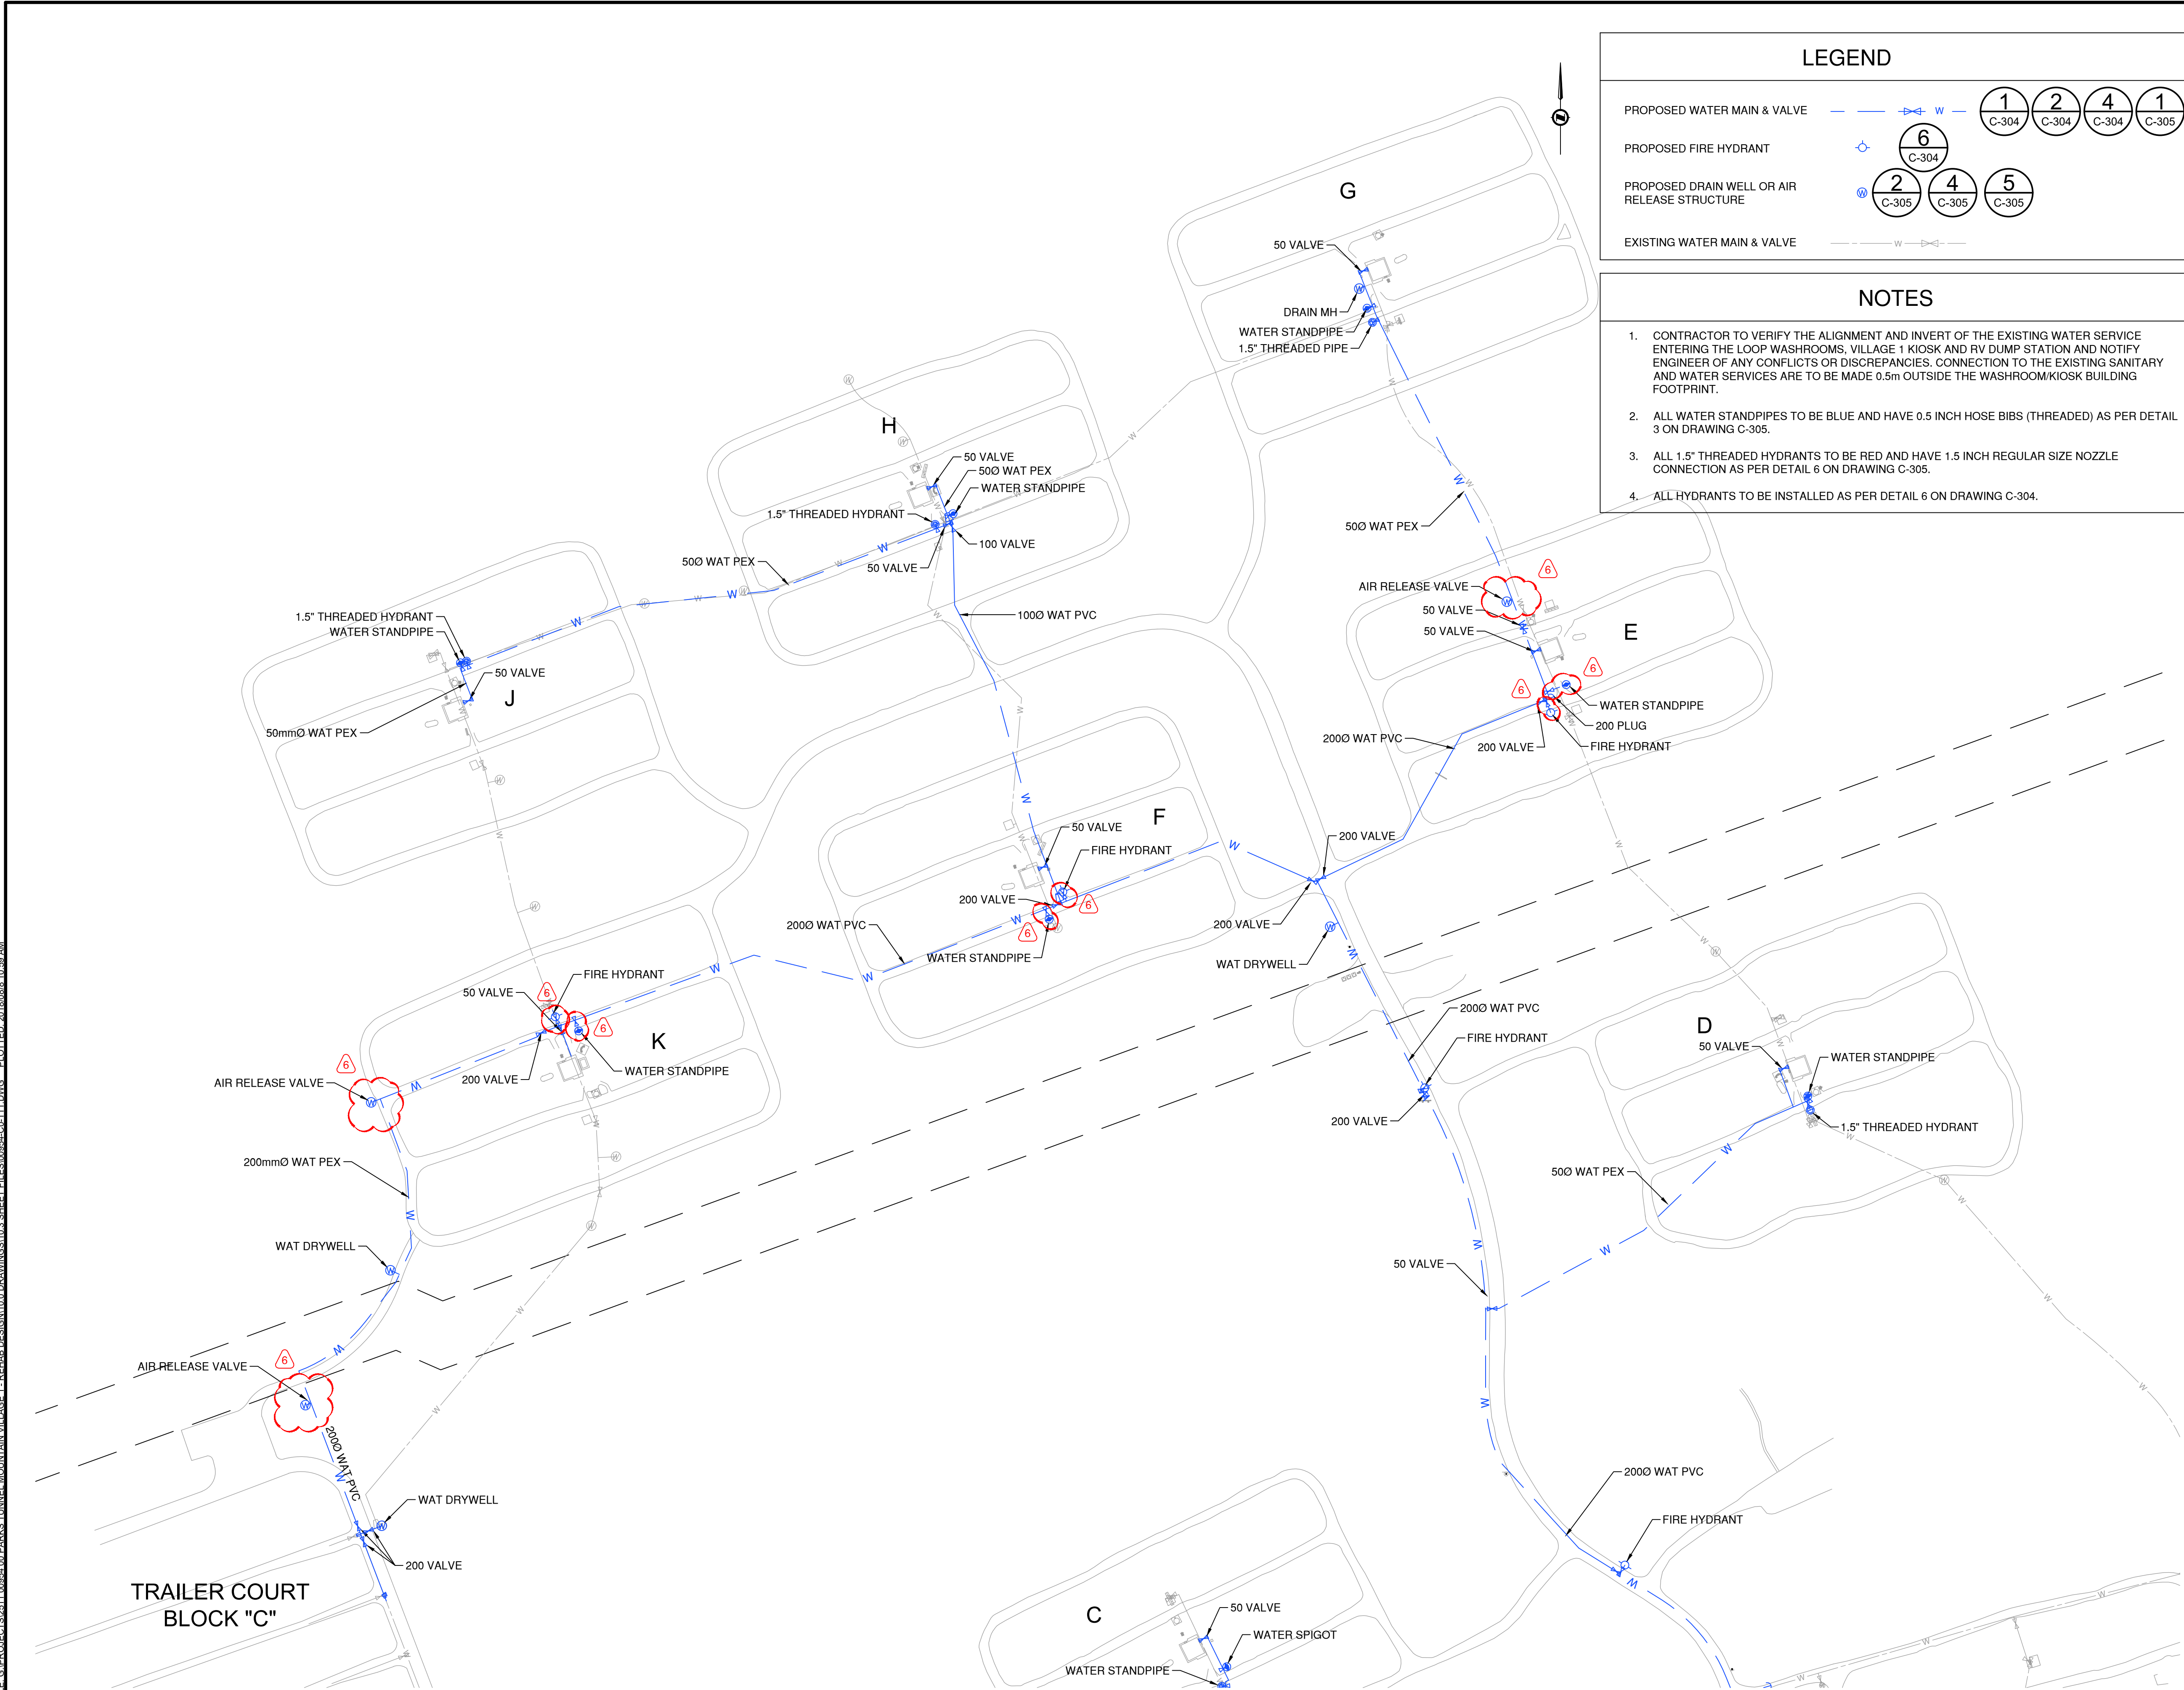 LEGEND
PROPOSED WATER MAIN & VALVE
W
1
C-304
2
C-304
4
C-304
1
C-305
PROPOSED FIRE HYDRANT
6
C-304
PROPOSED DRAIN WELL OR AIR
RELEASE STRUCTURE
W
2
C-305
4
C-305
5
C-305
EXISTING WATER MAIN & VALVE
W
NOTES
1. CONTRACTOR TO VERIFY THE ALIGNMENT AND INVERT OF THE EXISTING WATER SERVICE
ENTERING THE LOOP WASHROOMS, VILLAGE 1 KIOSK AND RV DUMP STATION AND NOTIFY
ENGINEER OF ANY CONFLICTS OR DISCREPANCIES. CONNECTION TO THE EXISTING SANITARY
AND WATER SERVICES ARE TO BE MADE 0.5m OUTSIDE THE WASHROOM/KIOSK BUILDING
FOOTPRINT.
2. ALL WATER STANDPIPES TO BE BLUE AND HAVE 0.5 INCH HOSE BIBS (THREADED) AS PER DETAIL
3 ON DRAWING C-305.
3. ALL 1.5" THREADED HYDRANTS TO BE RED AND HAVE 1.5 INCH REGULAR SIZE NOZZLE
CONNECTION AS PER DETAIL 6 ON DRAWING C-305.
4. ALL HYDRANTS TO BE INSTALLED AS PER DETAIL 6 ON DRAWING C-304.
G
50 VALVE
DRAIN MH
WATER STANDPIPE
1.5" THREADED PIPE
50Ø WAT PEX
H
50 VALVE
50Ø WAT PEX
WATER STANDPIPE
1.5" THREADED HYDRANT
100 VALVE
50 VALVE
50Ø WAT PEX
100Ø WAT PVC
1.5" THREADED HYDRANT
WATER STANDPIPE
50 VALVE
J
50mmØ WAT PEX
AIR RELEASE VALVE
6
50 VALVE
50 VALVE
E
6
6
WATER STANDPIPE
200 PLUG
FIRE HYDRANT
200Ø WAT PVC
200 VALVE
F
50 VALVE
FIRE HYDRANT
200 VALVE
6
6
200Ø WAT PVC
WATER STANDPIPE
200 VALVE
200 VALVE
WAT DRYWELL
FIRE HYDRANT
50 VALVE
6
6
K
200 VALVE
WATER STANDPIPE
6
AIR RELEASE VALVE
200mmØ WAT PEX
WAT DRYWELL
6
AIR RELEASE VALVE
200Ø WAT PVC
WAT DRYWELL
200 VALVE
TRAILER COURT
BLOCK "C"
200Ø WAT PVC
FIRE HYDRANT
200 VALVE
D
50 VALVE
WATER STANDPIPE
1.5" THREADED HYDRANT
50Ø WAT PEX
50 VALVE
200Ø WAT PVC
FIRE HYDRANT
C
50 VALVE
WATER SPIGOT
WATER STANDPIPE